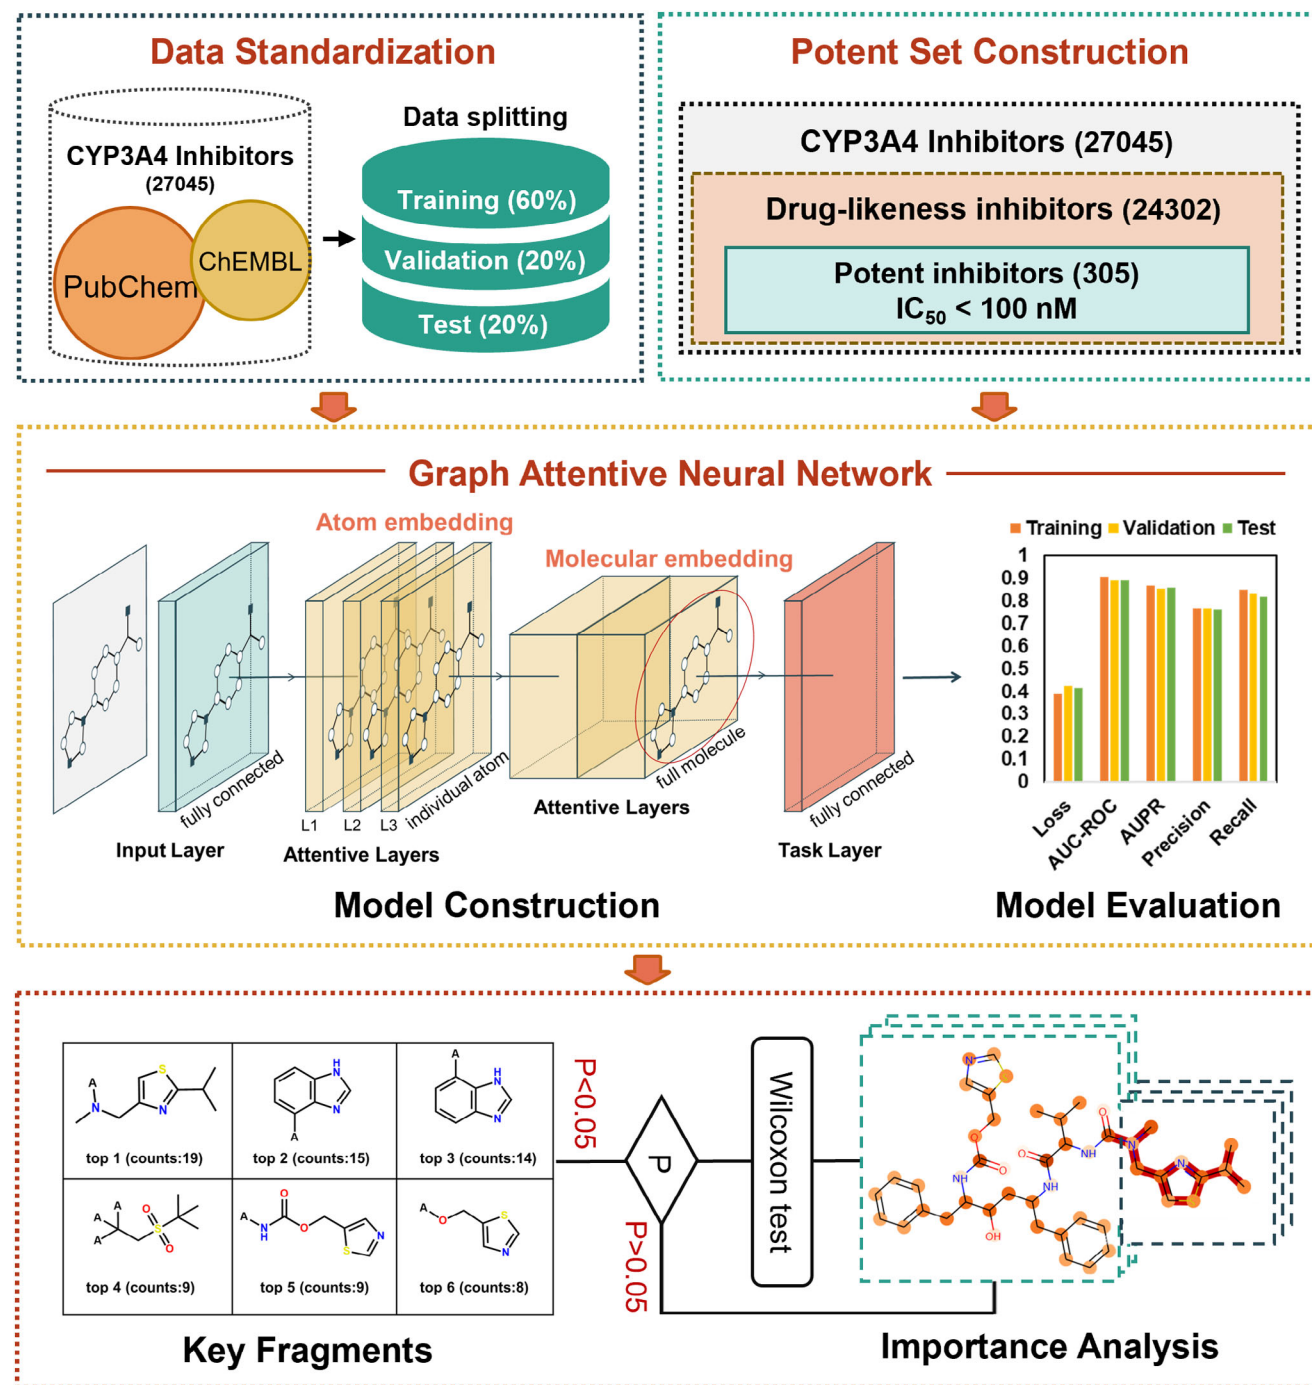 Data Standardization
CYP3A4 Inhibitors
(27045)
PubChem
ChEMBL
Data splitting
Training (60%)
Validation (20%)
Test (20%)
Potent Set Construction
CYP3A4 Inhibitors (27045)
Drug-likeness inhibitors (24302)
Potent inhibitors (305)
IC50 < 100 nM
Graph Attentive Neural Network
Atom embedding
Molecular embedding
fully connected
L1
L2
L3
individual atom
full molecule
fully connected
Input Layer
Attentive Layers
Attentive Layers
Task Layer
Model Construction
Training
Validation
Test
1
0.9
0.8
0.7
0.6
0.5
0.4
0.3
0.2
0.1
0
Loss
AUC-ROC
AUPR
Precision
Recall
Model Evaluation
A
N
S
N
top 1 (counts:19)
H
N
N
A
top 2 (counts:15)
A
H
N
N
top 3 (counts:14)
A
A
A
O
S
O
top 4 (counts:9)
A
N
H
O
O
S
N
top 5 (counts:9)
A
O
S
N
top 6 (counts:8)
Key Fragments
P<0.05
P
P>0.05
Wilcoxon test
N
S
O
O
NH
OH
NH
O
NH
O
N
N
S
Importance Analysis